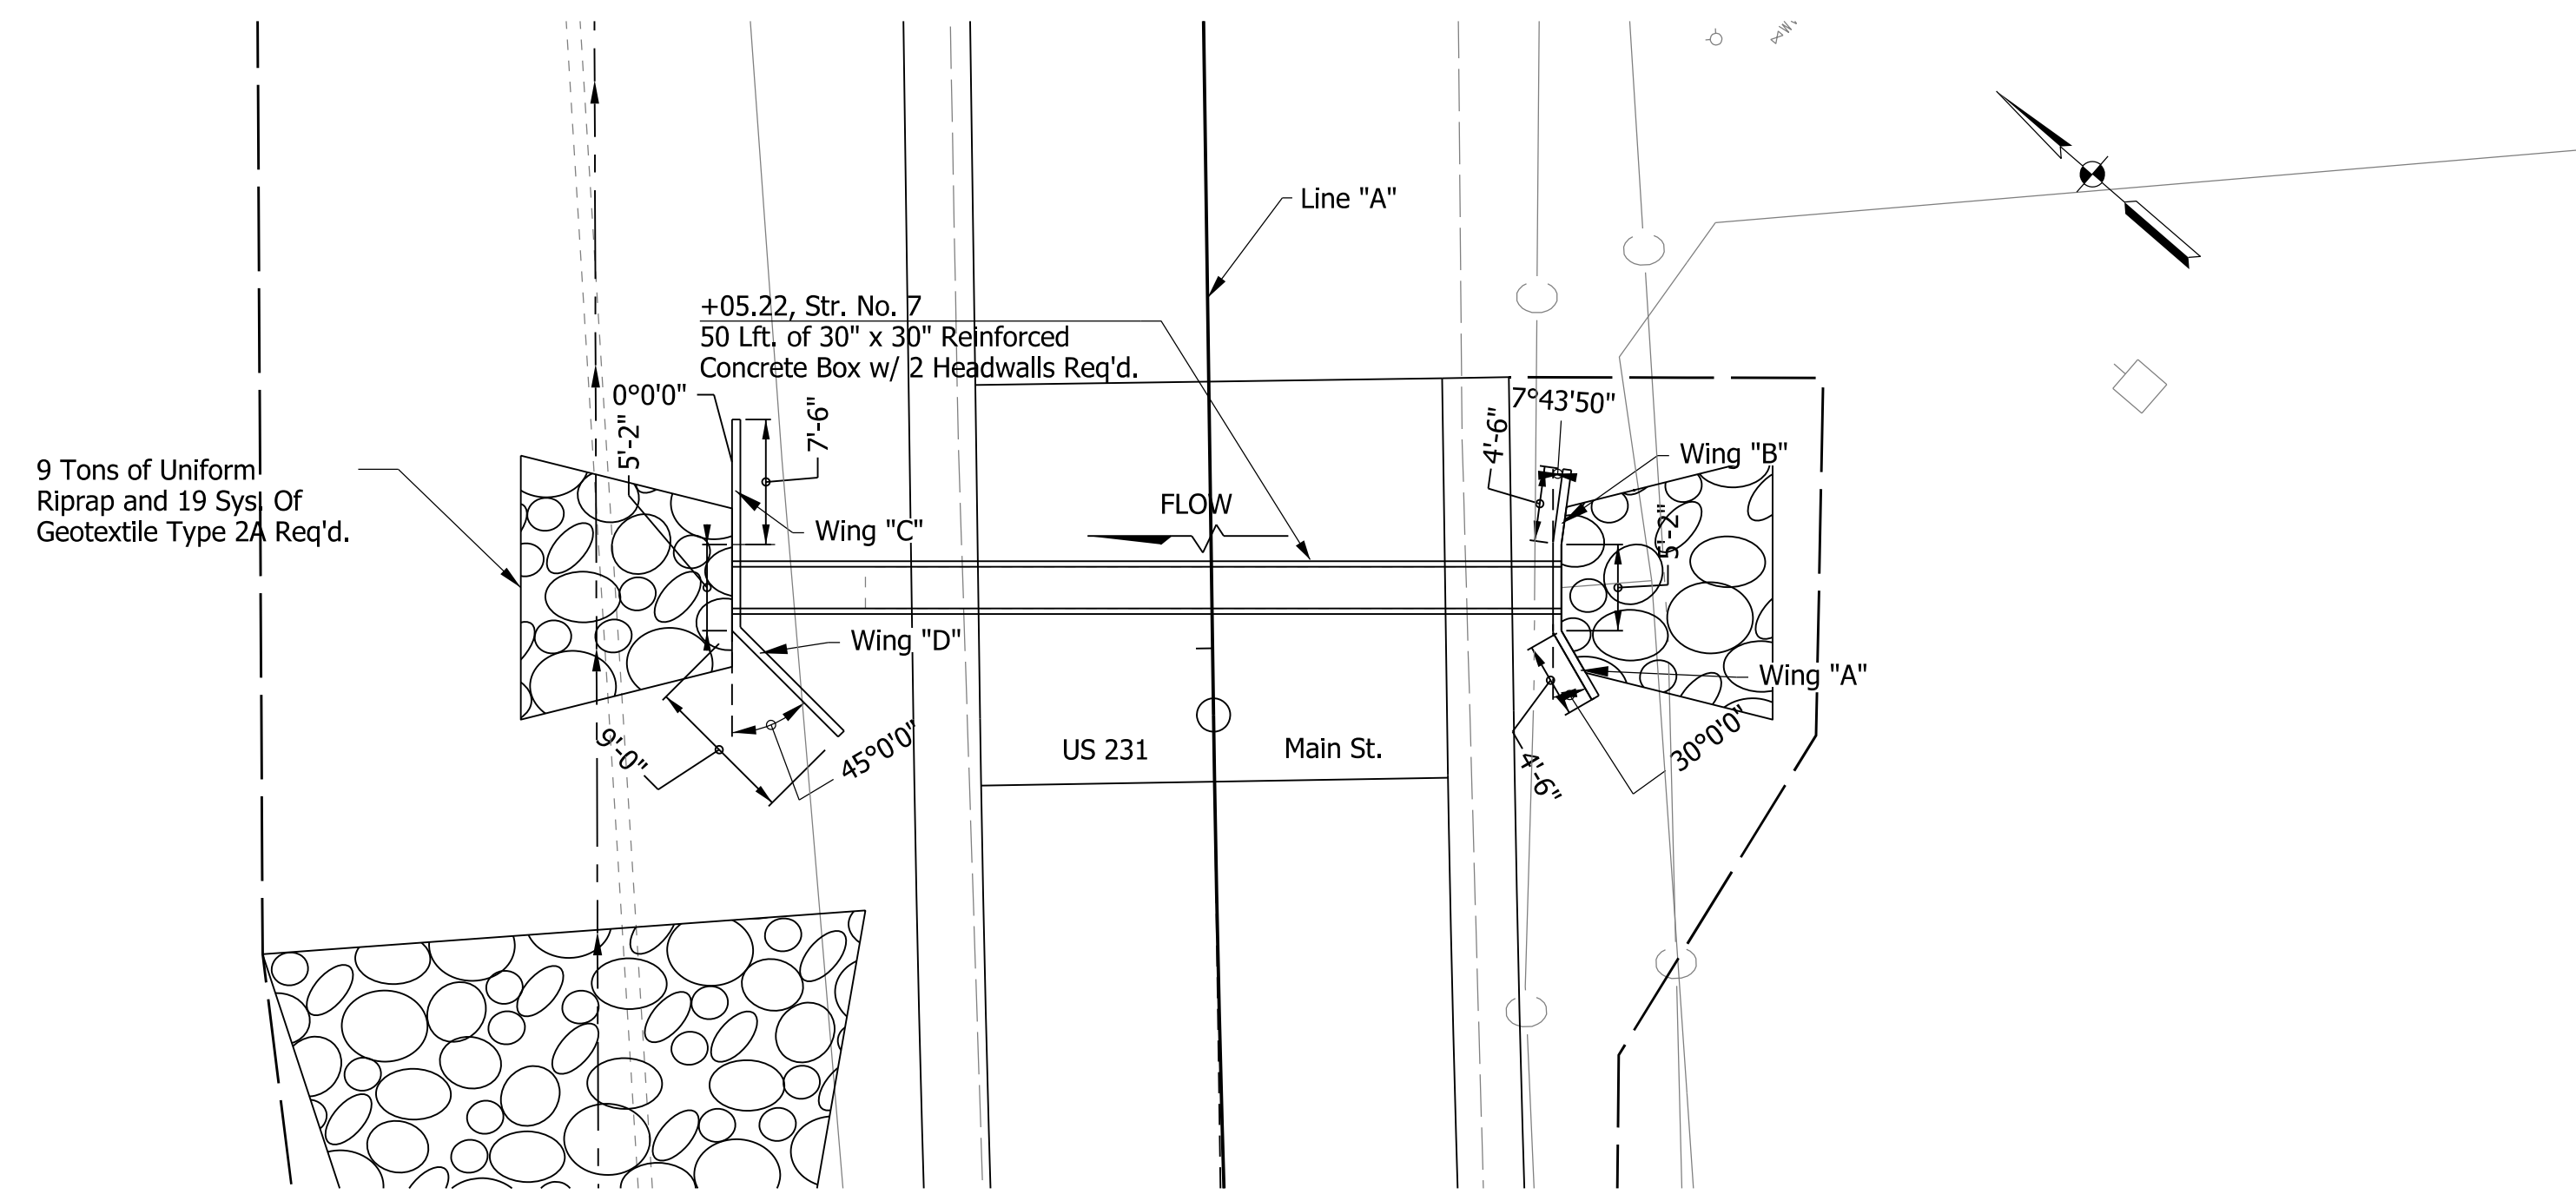 Line "A"
+05.22, Str. No. 7
50 Lft. of 30" x 30" Reinforced
Concrete Box w/ 2 Headwalls Req'd.
0°0'0"
5'-2"
7'-6"
7°43'50"
4'-6"
Wing "B"
9 Tons of Uniform
Riprap and 19 Sys. Of
Geotextile Type 2A Req'd.
Wing "C"
FLOW
5'-2"
Wing "D"
Wing "A"
9'-0"
45°0'0"
US 231
Main St.
4'-6"
30°0'0"